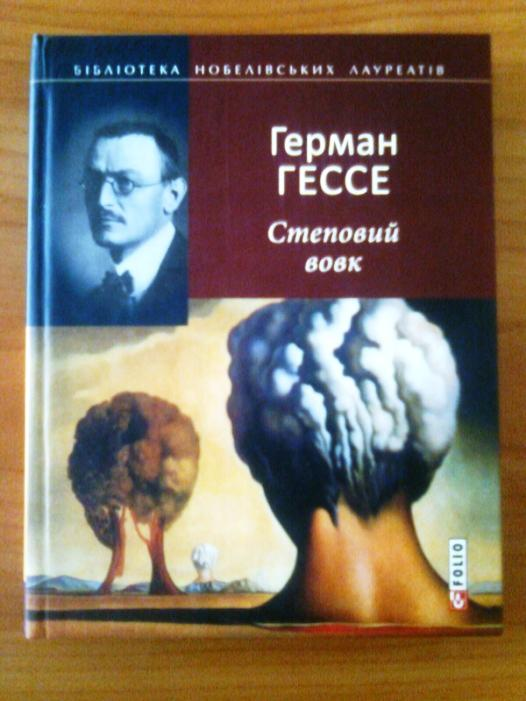 БІБЛІОТЕКА НОБЕЛІВСЬКИХ ЛАУРЕАТІВ
Герман
ГЕССЕ
Степовий
вовк
FOLIO